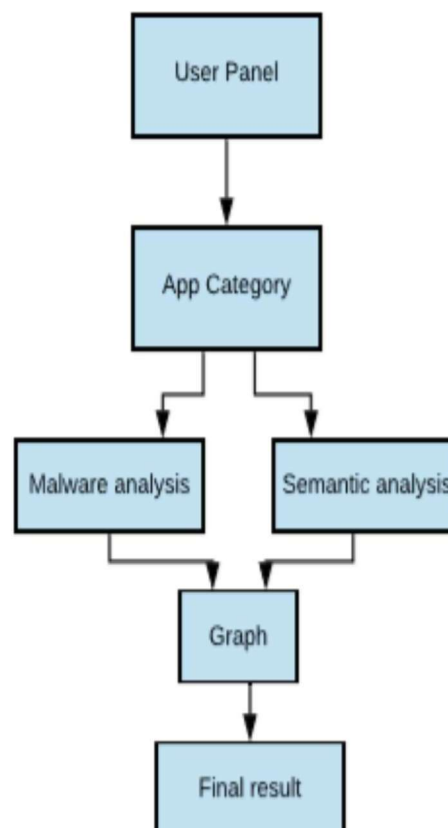 User Panel
App Category
Malware analysis
Semantic analysis
Graph
Final result